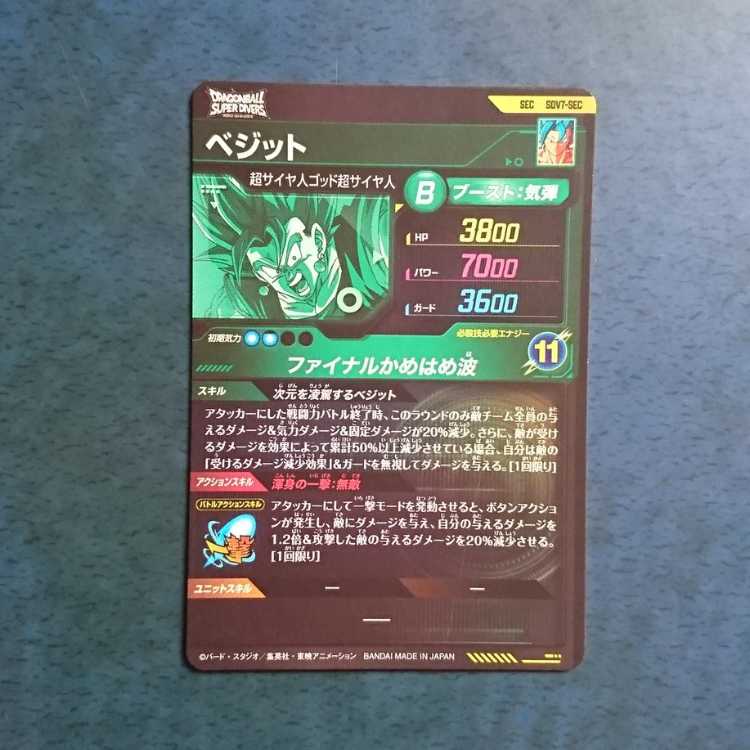 DRAGONBALL
SUPER DIVERS
SEC SDV7-SEC
ベジット
超サイヤ人ゴッド超サイヤ人
B ブースト:気弾
HP 3800
パワー 7000
ガード 3600
初期気力
必殺技必要エナジー
11
ファイナルかめはめ波
スキル 次元を凌駕するベジット
アタッカーにした戦闘力バトル終了時、このラウンドのみ敵チーム全員の与
えるダメージ&気力ダメージ&固定ダメージが20%減少。さらに、敵が受け
るダメージを効果によって累計50%以上減少させている場合、自分は敵の
「受けるダメージ減少効果」&ガードを無視してダメージを与える。[1回限り]
アクションスキル 渾身の一撃:無敵
バトルアクションスキル
一撃
アタッカーにして一撃モードを発動させると、ボタンアクショ
ンが発生し、敵にダメージを与え、自分の与えるダメージを
1.2倍&攻撃した敵の与えるダメージを20%減少させる。
[1回限り]
ユニットスキル ー ー
ー
©バード・スタジオ/集英社・東映アニメーション BANDAI MADE IN JAPAN